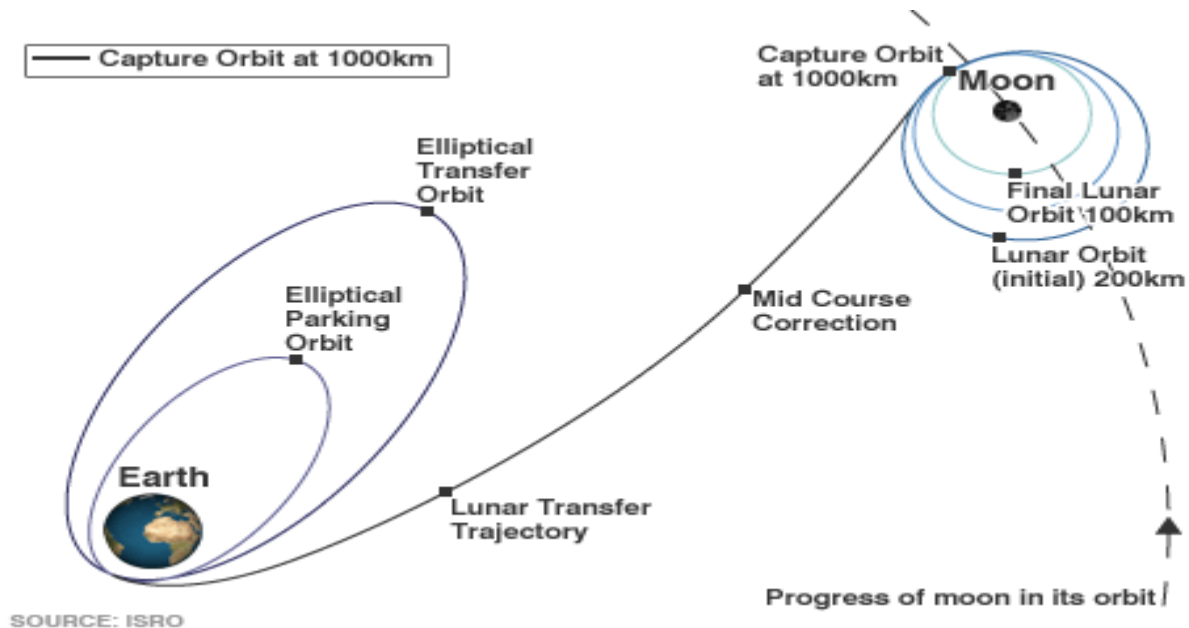 Capture Orbit at 1000km
Capture Orbit
at 1000km
Moon
Elliptical
Transfer
Orbit
Final Lunar
Orbit 100km
Lunar Orbit
(initial) 200km
Elliptical
Parking
Orbit
Mid Course
Correction
Earth
Lunar Transfer
Trajectory
Progress of moon in its orbit
SOURCE: ISRO